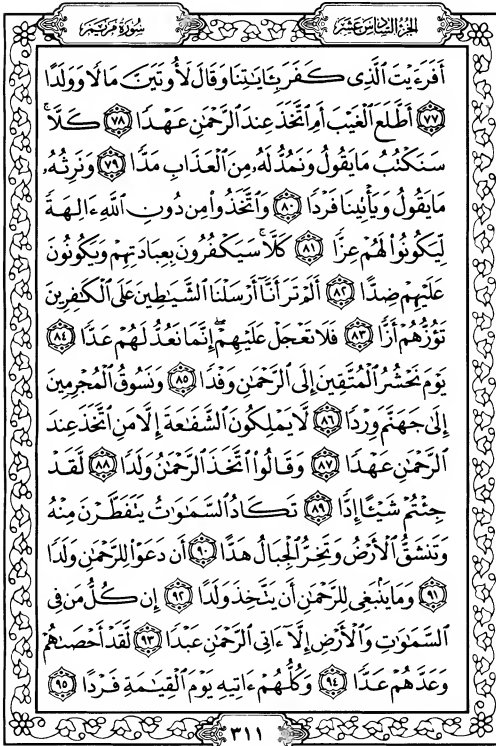 سورة مريم
الجزء السادس عشر
أَفَرَءَيْتَ ٱلَّذِى كَفَرَ بِـَٔايَـٰتِنَا وَقَالَ لَأُوتَيَنَّ مَالًا وَوَلَدًا
٧٧ أَطَّلَعَ ٱلْغَيْبَ أَمِ ٱتَّخَذَ عِندَ ٱلرَّحْمَـٰنِ عَهْدًا ٧٨ كَلَّا ۚ
سَنَكْتُبُ مَا يَقُولُ وَنَمُدُّ لَهُۥ مِنَ ٱلْعَذَابِ مَدًّا ٧٩ وَنَرِثُهُۥ
مَا يَقُولُ وَيَأْتِينَا فَرْدًا ٨٠ وَٱتَّخَذُوا۟ مِن دُونِ ٱللَّهِ ءَالِهَةً
لِّيَكُونُوا۟ لَهُمْ عِزًّا ٨١ كَلَّا ۚ سَيَكْفُرُونَ بِعِبَادَتِهِمْ وَيَكُونُونَ
عَلَيْهِمْ ضِدًّا ٨٢ أَلَمْ تَرَ أَنَّآ أَرْسَلْنَا ٱلشَّيَـٰطِينَ عَلَى ٱلْكَـٰفِرِينَ
تَؤُزُّهُمْ أَزًّا ٨٣ فَلَا تَعْجَلْ عَلَيْهِمْ ۖ إِنَّمَا نَعُدُّ لَهُمْ عَدًّا ٨٤
يَوْمَ نَحْشُرُ ٱلْمُتَّقِينَ إِلَى ٱلرَّحْمَـٰنِ وَفْدًا ٨٥ وَنَسُوقُ ٱلْمُجْرِمِينَ
إِلَىٰ جَهَنَّمَ وِرْدًا ٨٦ لَّا يَمْلِكُونَ ٱلشَّفَـٰعَةَ إِلَّا مَنِ ٱتَّخَذَ عِندَ
ٱلرَّحْمَـٰنِ عَهْدًا ٨٧ وَقَالُوا۟ ٱتَّخَذَ ٱلرَّحْمَـٰنُ وَلَدًا ٨٨ لَّقَدْ
جِئْتُمْ شَيْـًٔا إِدًّا ٨٩ تَكَادُ ٱلسَّمَـٰوَٰتُ يَتَفَطَّرْنَ مِنْهُ
وَتَنشَقُّ ٱلْأَرْضُ وَتَخِرُّ ٱلْجِبَالُ هَدًّا ٩٠ أَن دَعَوْا۟ لِلرَّحْمَـٰنِ وَلَدًا
٩١ وَمَا يَنۢبَغِى لِلرَّحْمَـٰنِ أَن يَتَّخِذَ وَلَدًا ٩٢ إِن كُلُّ مَن فِى
ٱلسَّمَـٰوَٰتِ وَٱلْأَرْضِ إِلَّآ ءَاتِى ٱلرَّحْمَـٰنِ عَبْدًا ٩٣ لَّقَدْ أَحْصَىٰهُمْ
وَعَدَّهُمْ عَدًّا ٩٤ وَكُلُّهُمْ ءَاتِيهِ يَوْمَ ٱلْقِيَـٰمَةِ فَرْدًا ٩٥
٣١١